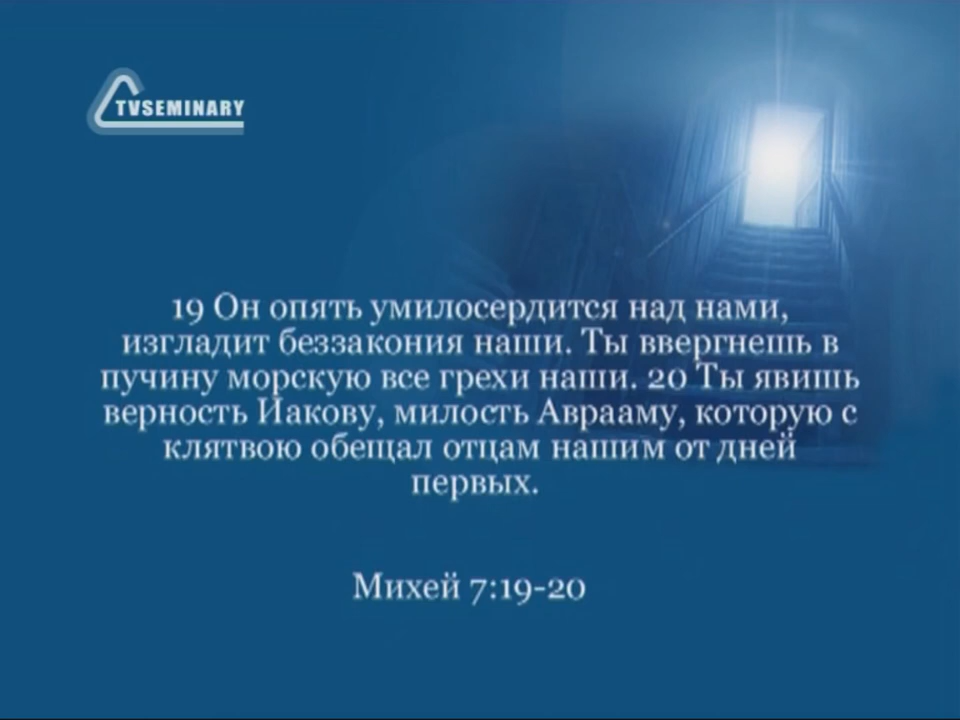 TVSEMINARY
19 Он опять умилосердится над нами,
изгладит беззакония наши. Ты ввергнешь в
пучину морскую все грехи наши. 20 Ты явишь
верность Иакову, милость Аврааму, которую с
клятвою обещал отцам нашим от дней
первых.
Михей 7:19-20